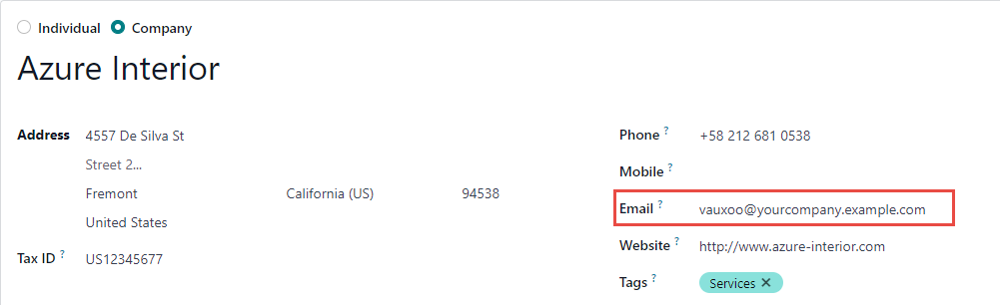 Individual Company
Azure Interior
Address 4557 De Silva St
Street 2...
Fremont California (US) 94538
United States
Tax ID ? US12345677
Phone ? +58 212 681 0538
Mobile ?
Email ? vauxoo@yourcompany.example.com
Website ? http://www.azure-interior.com
Tags ? Services ✕